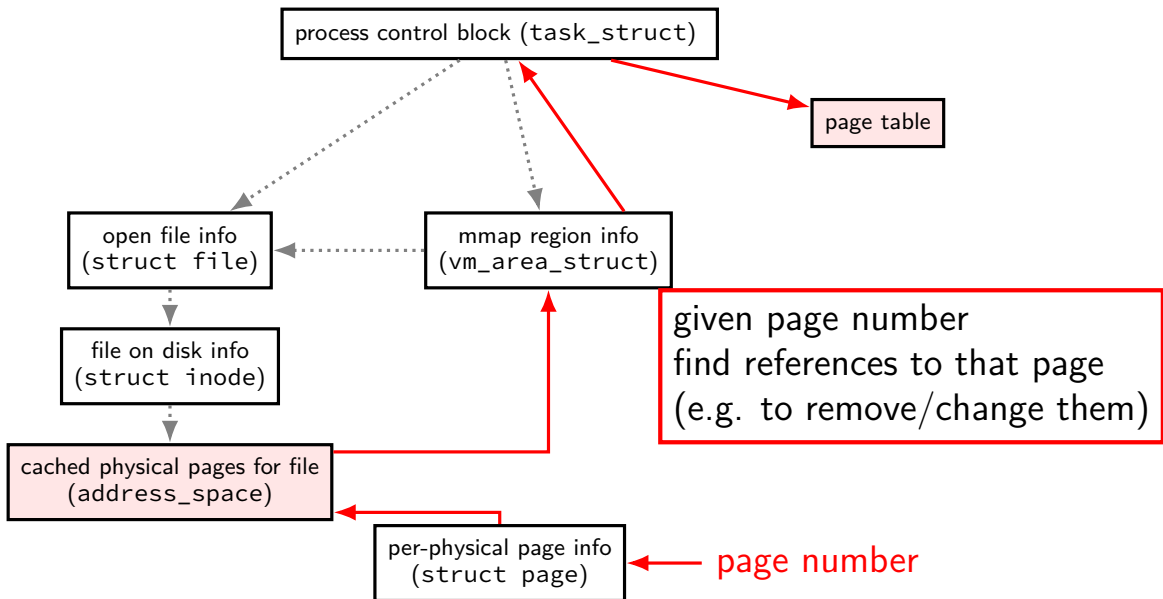 process control block (task_struct)
page table
open file info
(struct file)
mmap region info
(vm_area_struct)
given page number
find references to that page
(e.g. to remove/change them)
file on disk info
(struct inode)
cached physical pages for file
(address_space)
per-physical page info
(struct page)
page number